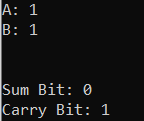 A: 1
B: 1
Sum Bit: 0
Carry Bit: 1